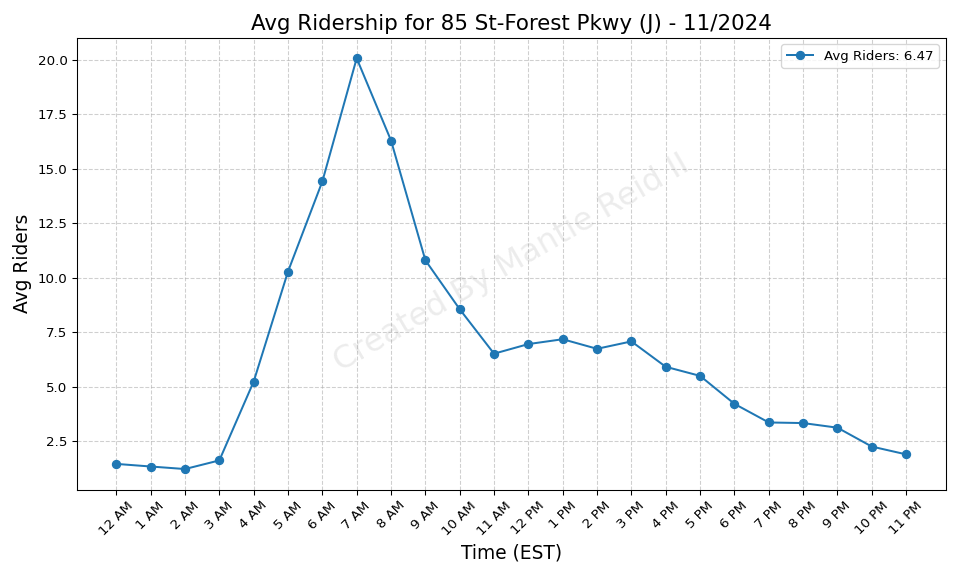 Avg Ridership for 85 St-Forest Pkwy (J) - 11/2024
Avg Riders: 6.47
20.0
17.5
15.0
12.5
10.0
7.5
5.0
2.5
Avg Riders
Created By Mantle Reid II
12 AM
1 AM
2 AM
3 AM
4 AM
5 AM
6 AM
7 AM
8 AM
9 AM
10 AM
11 AM
12 PM
1 PM
2 PM
3 PM
4 PM
5 PM
6 PM
7 PM
8 PM
9 PM
10 PM
11 PM
Time (EST)